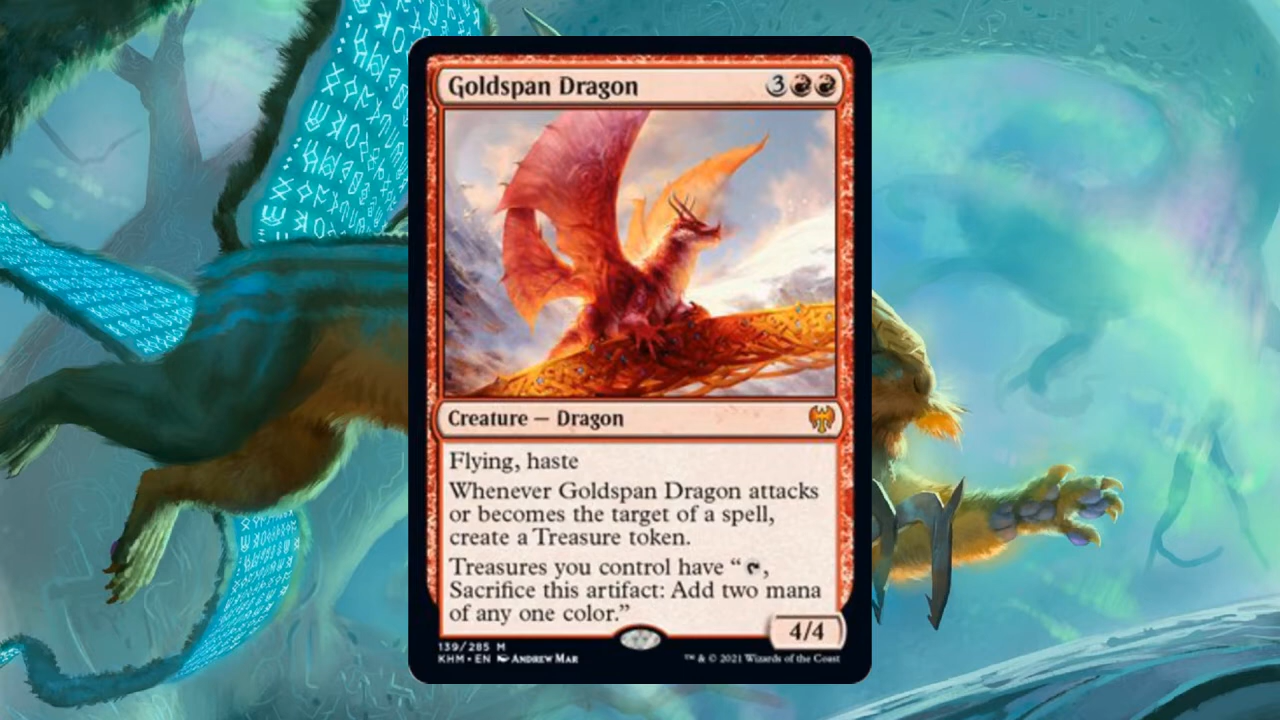 Goldspan Dragon 3
Creature — Dragon
Flying, haste
Whenever Goldspan Dragon attacks
or becomes the target of a spell,
create a Treasure token.
Treasures you control have “ ,
Sacrifice this artifact: Add two mana
of any one color.”
4/4
139/285 M
KHM • EN Andrew Mar ™ & © 2021 Wizards of the Coast